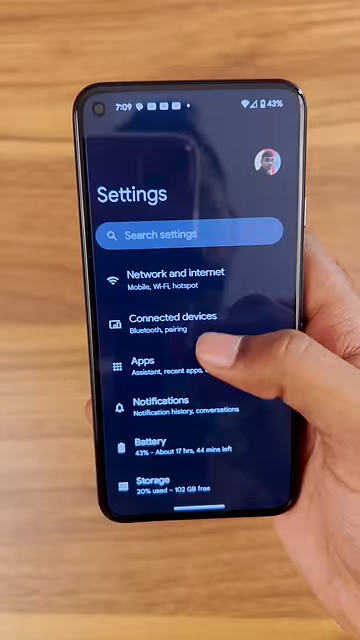 7:09
43%
Settings
Search settings
Network and internet
Mobile, Wi-Fi, hotspot
Connected devices
Bluetooth, pairing
Apps
Assistant, recent apps,
Notifications
Notification history, conversations
Battery
43% - About 17 hrs, 44 mins left
Storage
20% used – 102 GB free